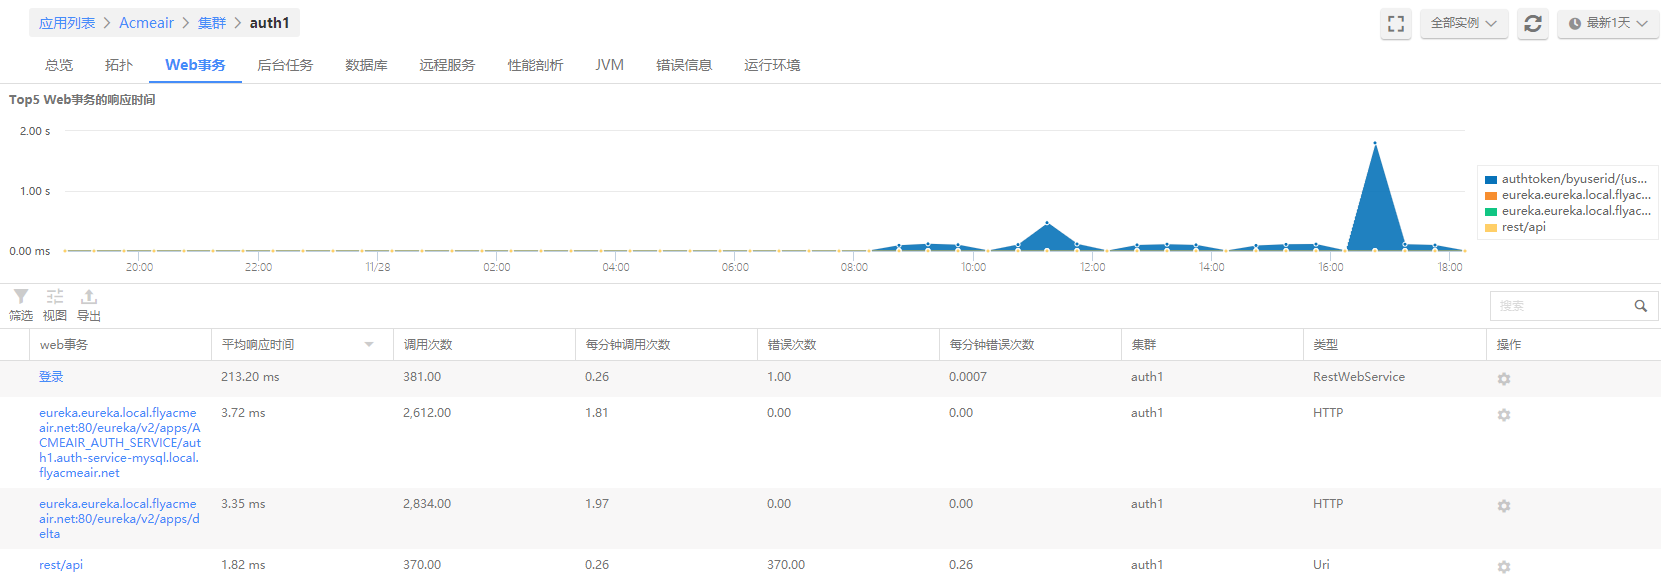 应用列表 > Acmeair > 集群 > auth1
全部实例
最新1天
总览 拓扑 Web事务 后台任务 数据库 远程服务 性能剖析 JVM 错误信息 运行环境
Top5 Web事务的响应时间
2.00 s
1.00 s
0.00 ms
20:00 22:00 11/28 02:00 04:00 06:00 08:00 10:00 12:00 14:00 16:00 18:00
authtoken/byuserid/{us...
eureka.eureka.local.flyac...
eureka.eureka.local.flyac...
rest/api
筛选 视图 导出
搜索
web事务 平均响应时间 调用次数 每分钟调用次数 错误次数 每分钟错误次数 集群 类型 操作
登录 213.20 ms 381.00 0.26 1.00 0.0007 auth1 RestWebService
eureka.eureka.local.flyacme 3.72 ms 2,612.00 1.81 0.00 0.00 auth1 HTTP
air.net:80/eureka/v2/apps/A
CMEAIR_AUTH_SERVICE/aut
h1.auth-service-mysql.local.
flyacmeair.net
eureka.eureka.local.flyacme 3.35 ms 2,834.00 1.97 0.00 0.00 auth1 HTTP
air.net:80/eureka/v2/apps/d
elta
rest/api 1.82 ms 370.00 0.26 370.00 0.26 auth1 Uri